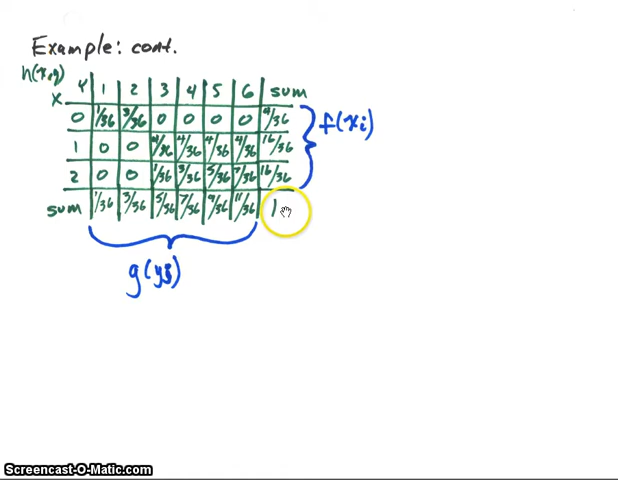 Example: cont.
h(x,y)
Y 1 2 3 4 5 6 sum
X
0 1/36 3/36 0 0 0 0 4/36
1 0 0 4/36 4/36 4/36 4/36 16/36
2 0 0 1/36 3/36 5/36 7/36 16/36
sum 1/36 3/36 5/36 7/36 9/36 11/36 1
f(xi)
g(yj)
Screencast-O-Matic.com